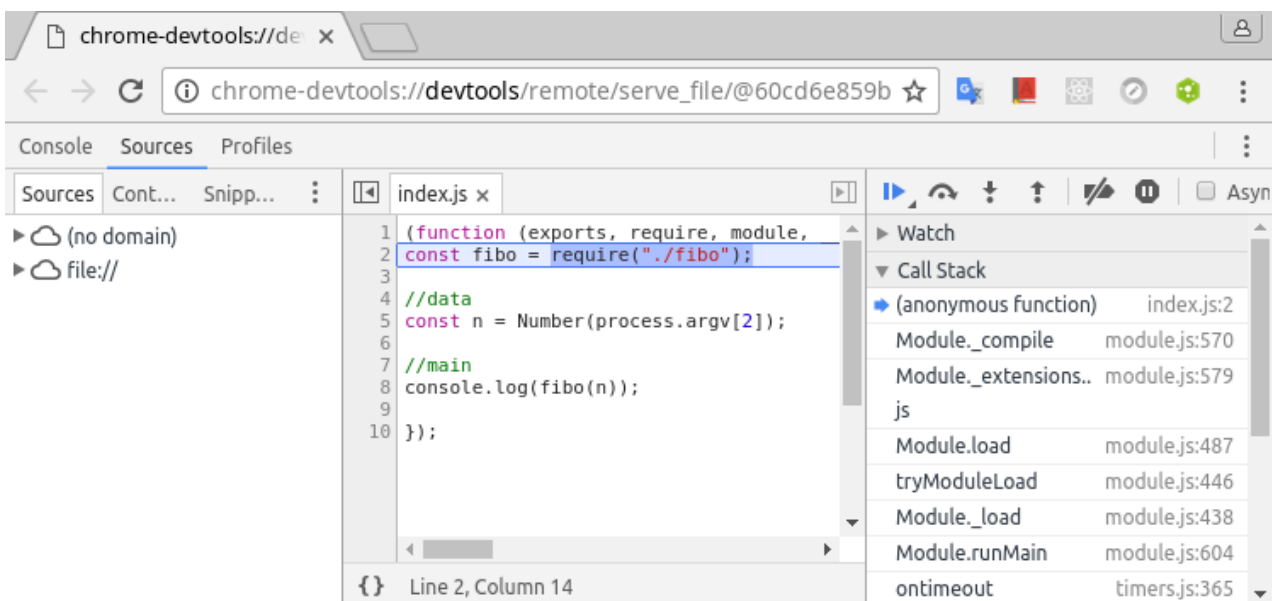 chrome-devtools://de
chrome-devtools://devtools/remote/serve_file/@60cd6e859b
Console Sources Profiles
Sources Cont... Snipp...
(no domain)
file://
index.js
1 (function (exports, require, module, __
2 const fibo = require("./fibo");
3
4 //data
5 const n = Number(process.argv[2]);
6
7 //main
8 console.log(fibo(n));
9
10 });
{} Line 2, Column 14
Asyn
Watch
Call Stack
(anonymous function) index.js:2
Module._compile module.js:570
Module._extensions.. module.js:579
js
Module.load module.js:487
tryModuleLoad module.js:446
Module._load module.js:438
Module.runMain module.js:604
ontimeout timers.js:365